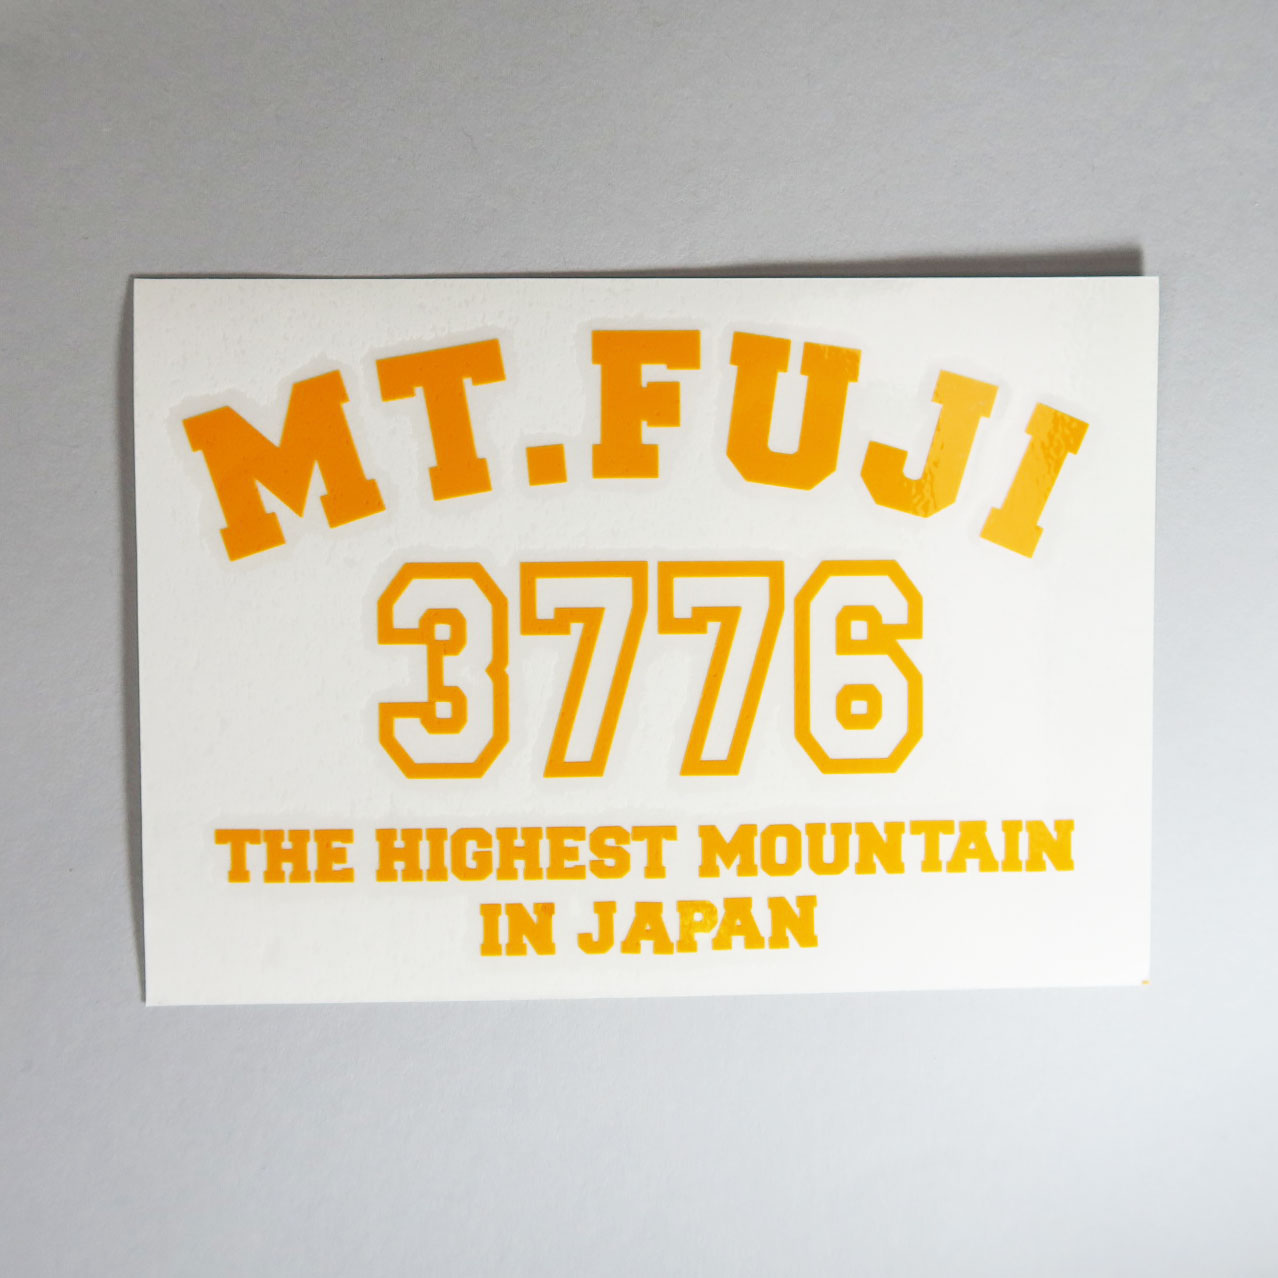 MT.FUJI
3776
THE HIGHEST MOUNTAIN
IN JAPAN